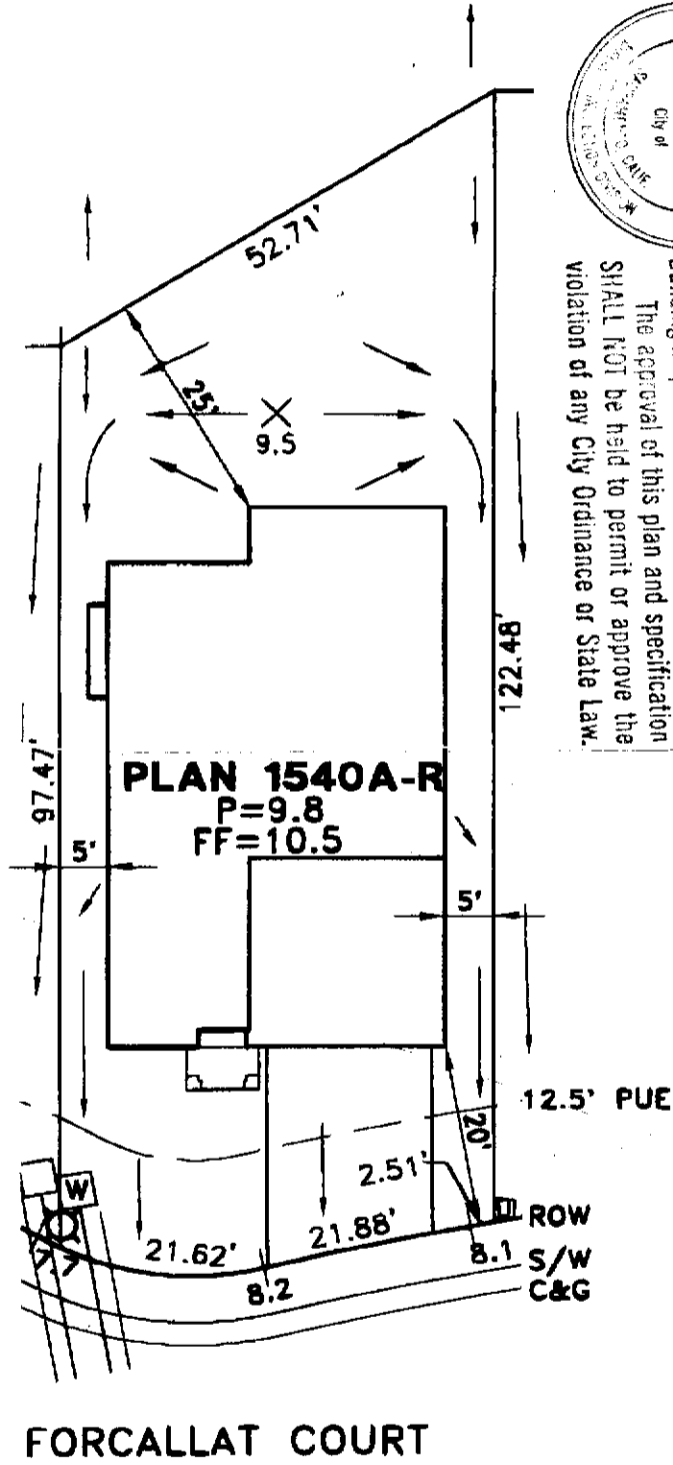 City of
CALIF.
The approval of this plan and specification
SHALL NOT be held to permit or approve the
violation of any City Ordinance or State Law.
52.71'
25'
9.5
122.48'
97.47'
PLAN 1540A-R
P=9.8
FF=10.5
5'
5'
12.5' PUE
20'
2.51'
W
ROW
21.62'
21.88'
8.1
S/W
7.7
8.2
C&G
FORCALLAT COURT